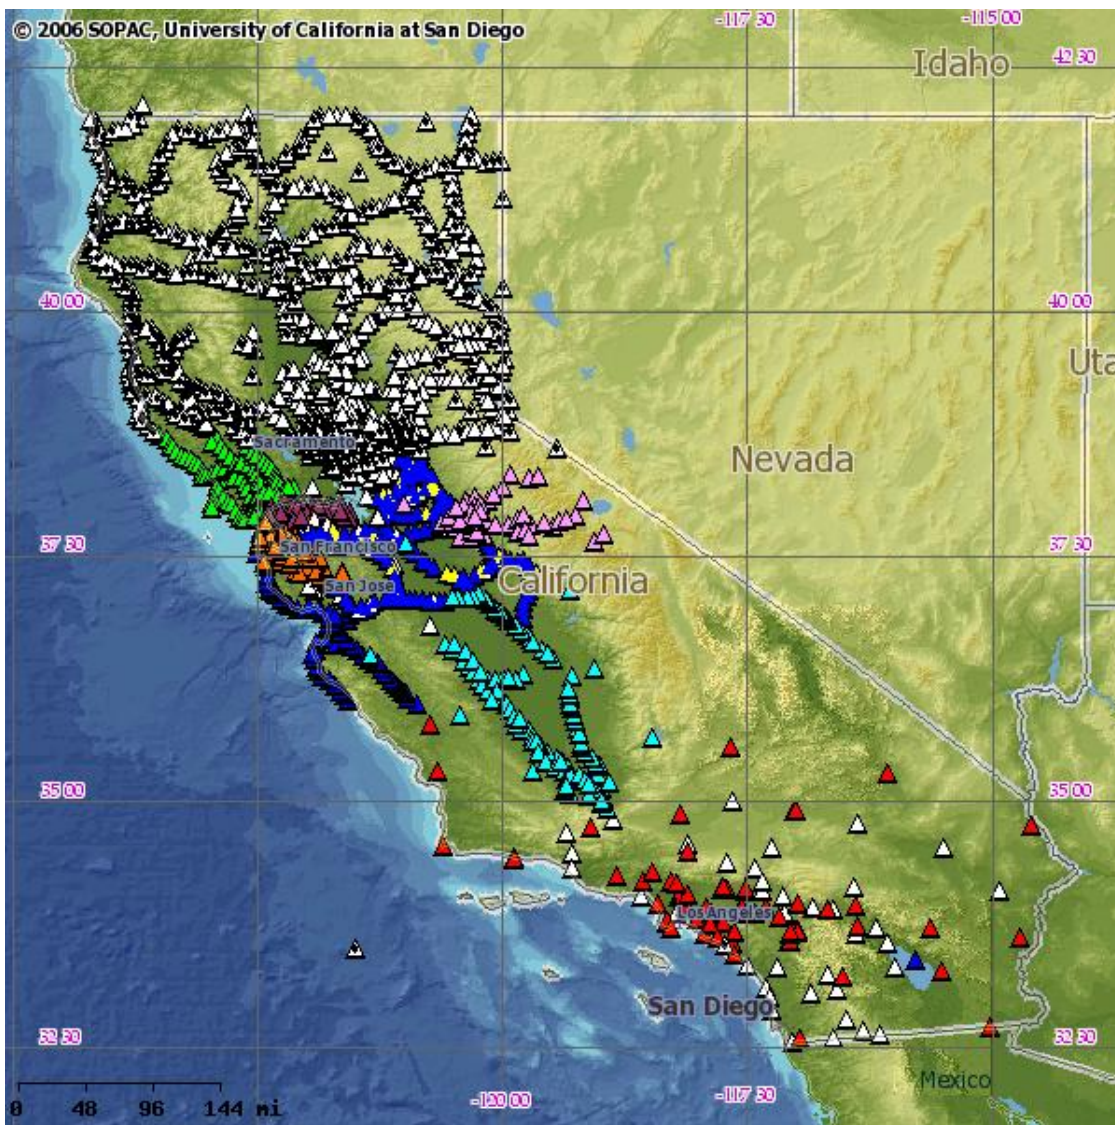 © 2006 SOPAC, University of California at San Diego
-117 30
-115 00
Idaho
42 30
40 00
40 00
Uta
Sacramento
Nevada
37 30
San Francisco
37 30
San Jose
California
35 00
35 00
Los Angeles
San Diego
32 30
32 30
Mexico
-120 00
-117 30
0 48 96 144 mi